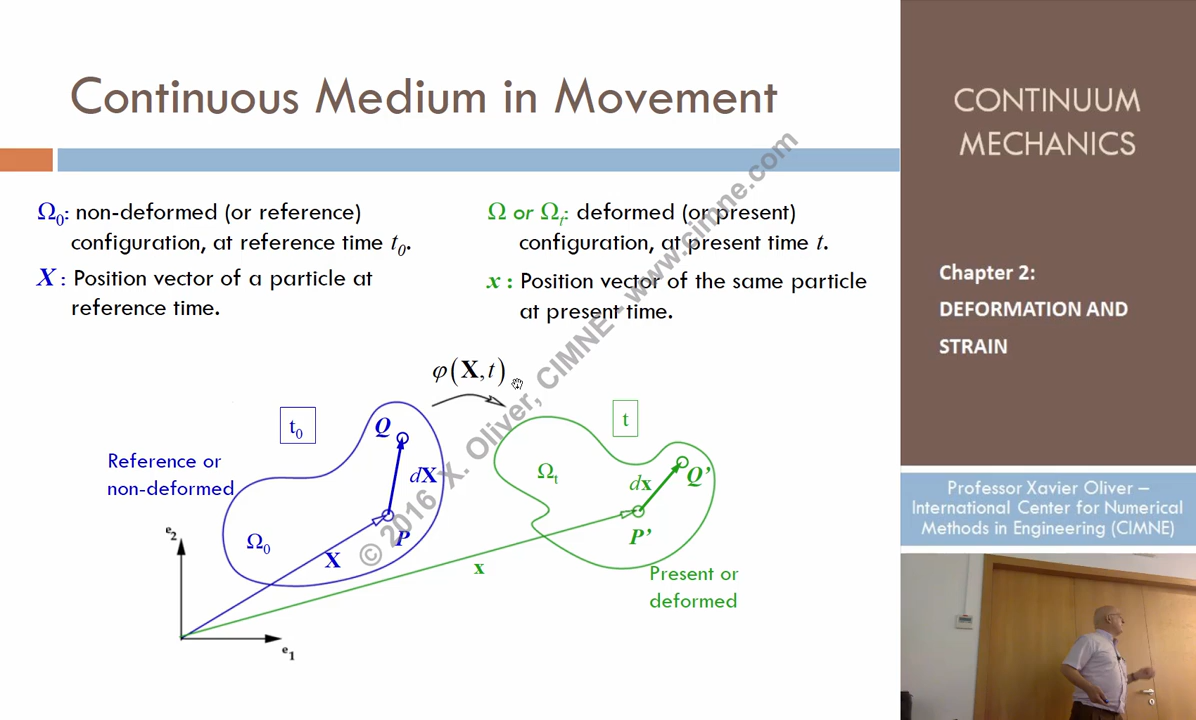 Continuous Medium in Movement
Ω₀: non-deformed (or reference)
configuration, at reference time t₀.
X : Position vector of a particle at
reference time.
Ω or Ωₜ: deformed (or present)
configuration, at present time t.
x : Position vector of the same particle
at present time.
φ(X,t)
t₀
Q
dX
Reference or
non-deformed
Ω₀
P
X
e₂
e₁
x
t
Ωₜ
dx
Q’
P’
Present or
deformed
© 2016 X. Oliver, CIMNE - www.cimne.com
CONTINUUM
MECHANICS
Chapter 2:
DEFORMATION AND
STRAIN
Professor Xavier Oliver –
International Center for Numerical
Methods in Engineering (CIMNE)